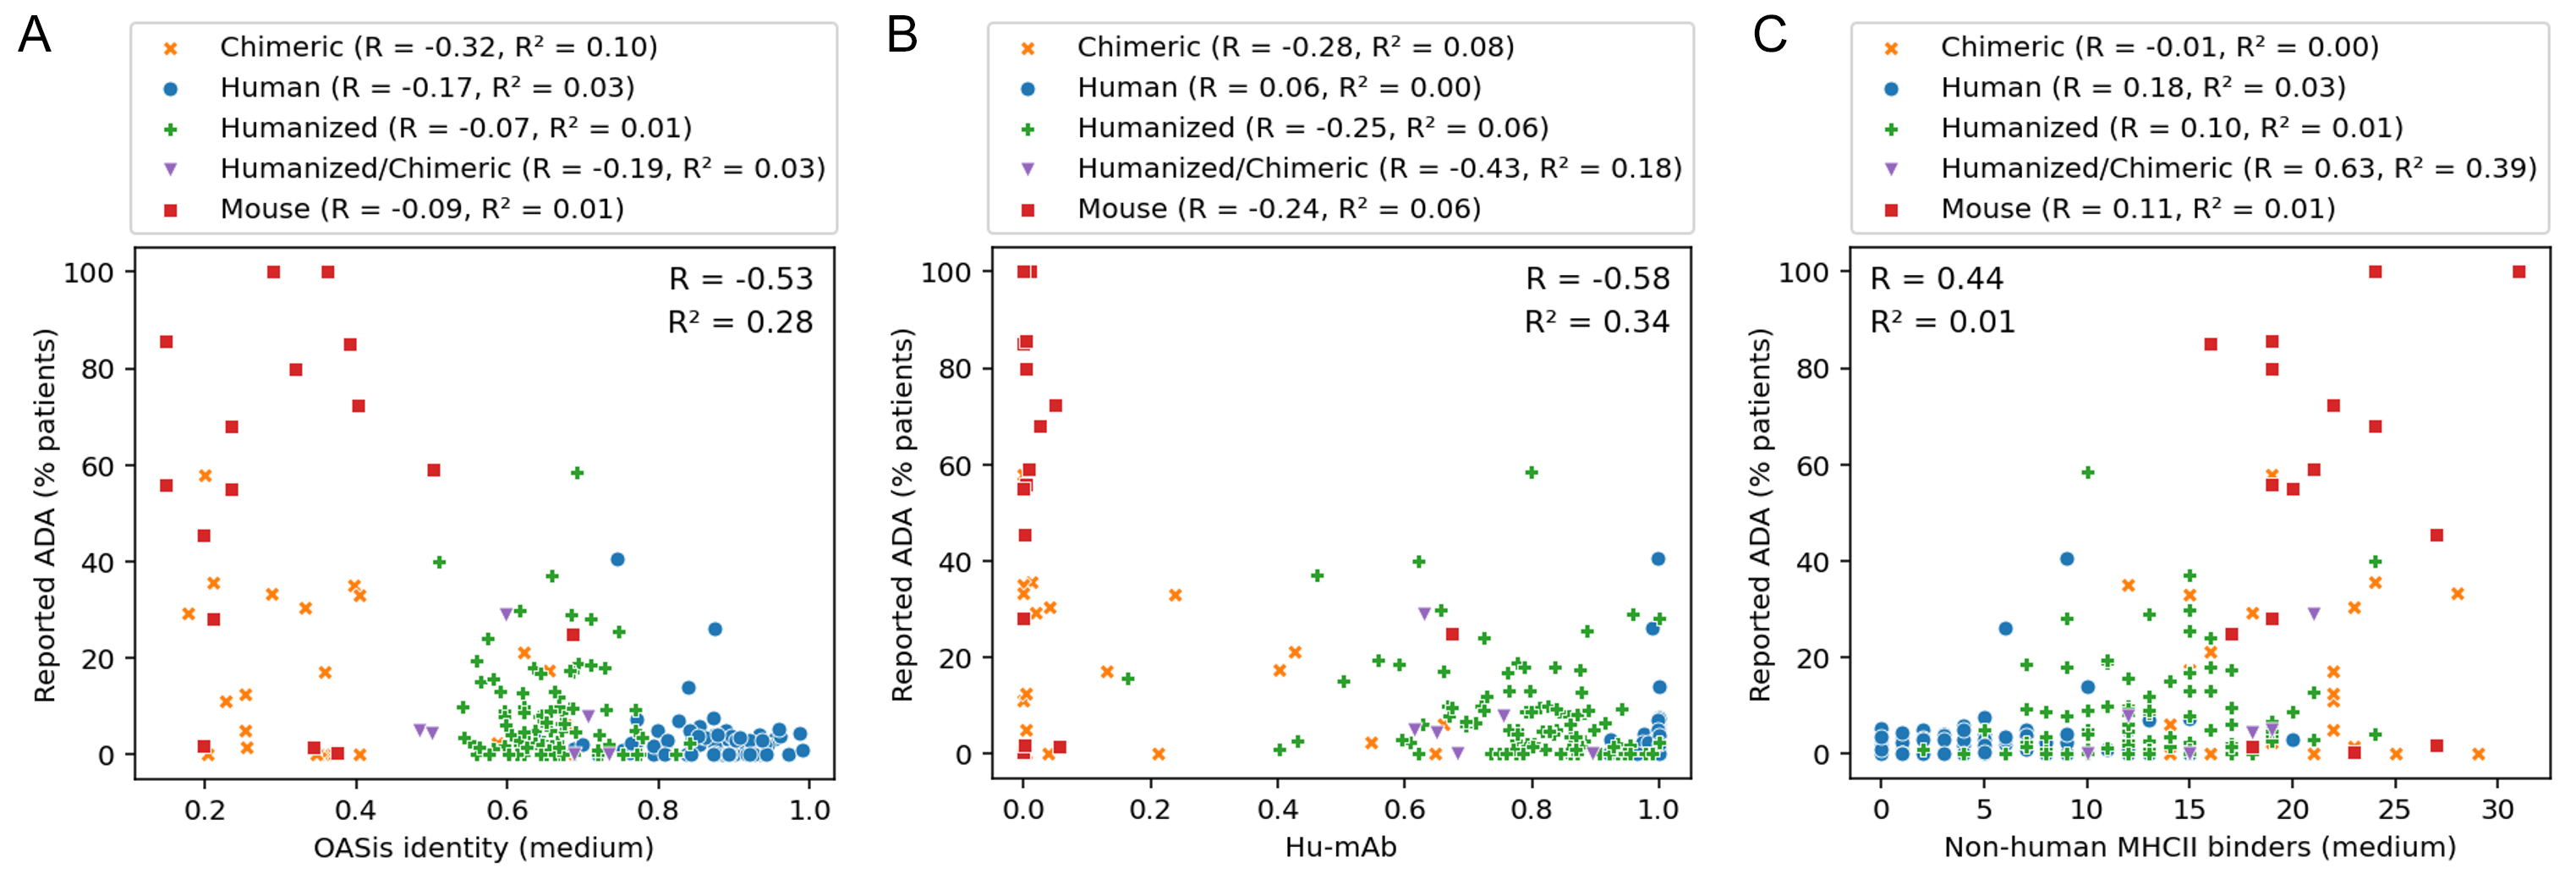 A
Chimeric (R = -0.32, R² = 0.10)
Human (R = -0.17, R² = 0.03)
Humanized (R = -0.07, R² = 0.01)
Humanized/Chimeric (R = -0.19, R² = 0.03)
Mouse (R = -0.09, R² = 0.01)
R = -0.53
R² = 0.28
Reported ADA (% patients)
100
80
60
40
20
0
0.2 0.4 0.6 0.8 1.0
OASis identity (medium)
B
Chimeric (R = -0.28, R² = 0.08)
Human (R = 0.06, R² = 0.00)
Humanized (R = -0.25, R² = 0.06)
Humanized/Chimeric (R = -0.43, R² = 0.18)
Mouse (R = -0.24, R² = 0.06)
R = -0.58
R² = 0.34
Reported ADA (% patients)
100
80
60
40
20
0
0.0 0.2 0.4 0.6 0.8 1.0
Hu-mAb
C
Chimeric (R = -0.01, R² = 0.00)
Human (R = 0.18, R² = 0.03)
Humanized (R = 0.10, R² = 0.01)
Humanized/Chimeric (R = 0.63, R² = 0.39)
Mouse (R = 0.11, R² = 0.01)
R = 0.44
R² = 0.01
Reported ADA (% patients)
100
80
60
40
20
0
0 5 10 15 20 25 30
Non-human MHCII binders (medium)